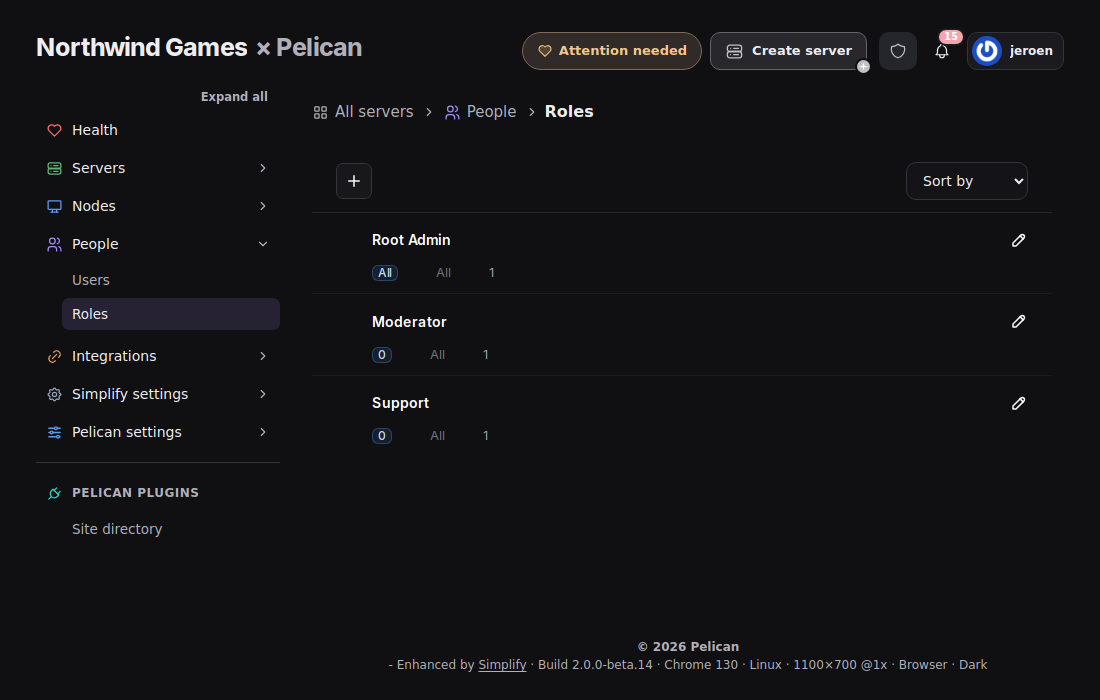 Northwind Games × Pelican
Attention needed
Create server
15
jeroen
Expand all
Health
Servers
Nodes
People
Users
Roles
Integrations
Simplify settings
Pelican settings
PELICAN PLUGINS
Site directory
All servers > People > Roles
Sort by
Root Admin
All All 1
Moderator
0 All 1
Support
0 All 1
© 2026 Pelican
- Enhanced by Simplify · Build 2.0.0-beta.14 · Chrome 130 · Linux · 1100×700 @1x · Browser · Dark